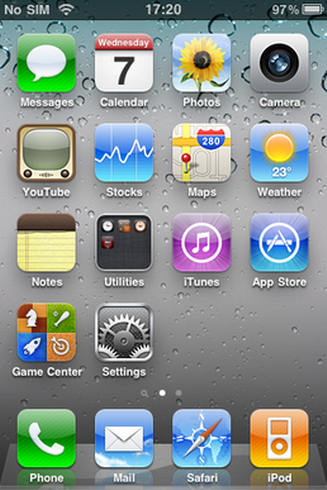 No SIM 17:20 97%
Wednesday
7
280
Messages Calendar Photos Camera
23°
YouTube Stocks Maps Weather
Notes Utilities iTunes App Store
Game Center Settings
Phone Mail Safari iPod